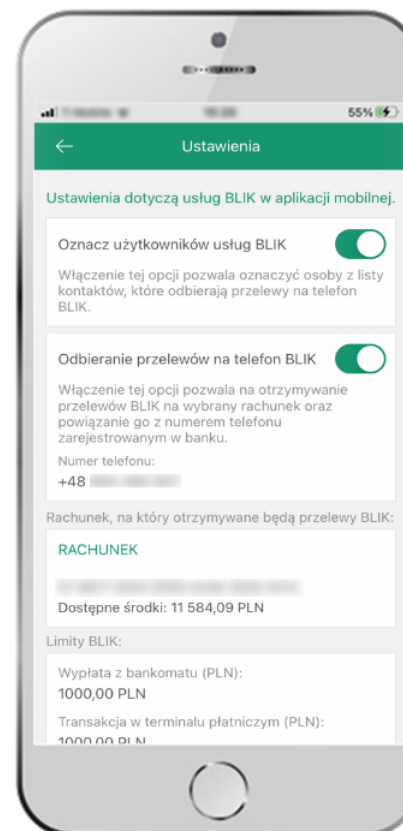 55%
Ustawienia
Ustawienia dotyczą usług BLIK w aplikacji mobilnej.
Oznacz użytkowników usług BLIK
Włączenie tej opcji pozwala oznaczyć osoby z listy
kontaktów, które odbierają przelewy na telefon
BLIK.
Odbieranie przelewów na telefon BLIK
Włączenie tej opcji pozwala na otrzymywanie
przelewów BLIK na wybrany rachunek oraz
powiązanie go z numerem telefonu
zarejestrowanym w banku.
Numer telefonu:
+48
Rachunek, na który otrzymywane będą przelewy BLIK:
RACHUNEK
Dostępne środki: 11 584,09 PLN
Limity BLIK:
Wypłata z bankomatu (PLN):
1000,00 PLN
Transakcja w terminalu płatniczym (PLN):
1000,00 PLN